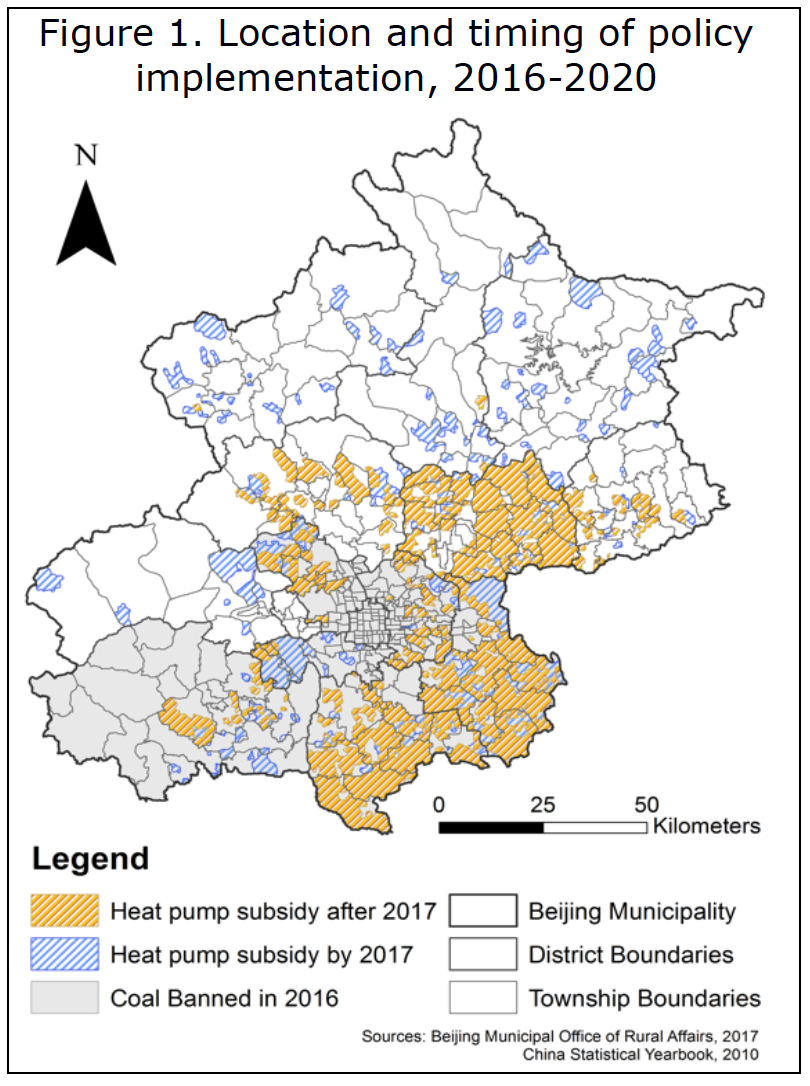 Figure 1. Location and timing of policy
implementation, 2016-2020
N
0 25 50
Kilometers
Legend
Heat pump subsidy after 2017
Heat pump subsidy by 2017
Coal Banned in 2016
Beijing Municipality
District Boundaries
Township Boundaries
Sources: Beijing Municipal Office of Rural Affairs, 2017
China Statistical Yearbook, 2010